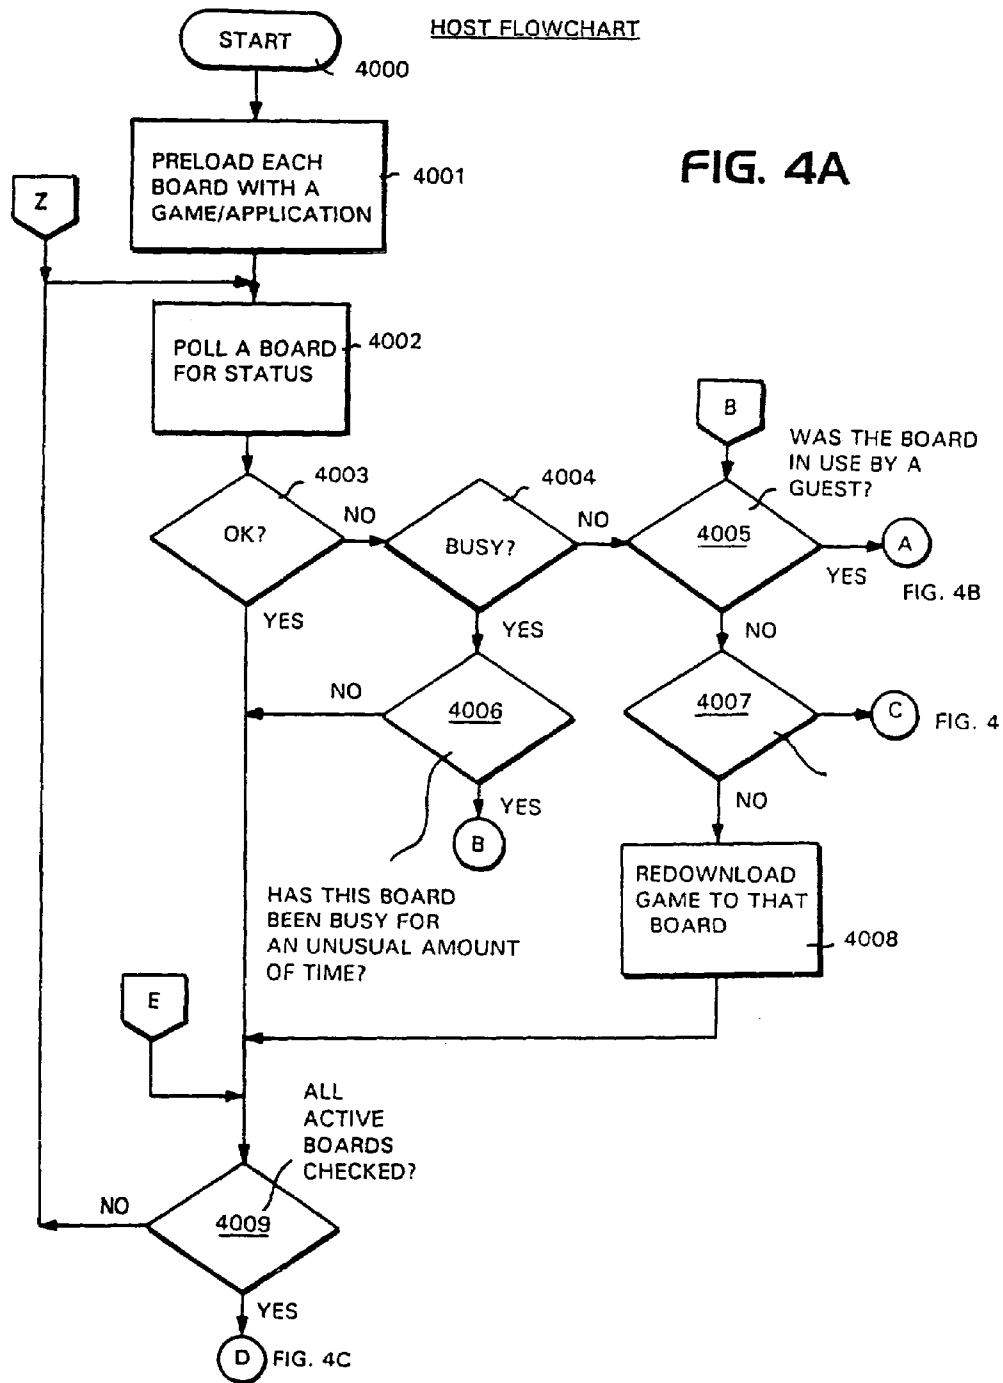 HOST FLOWCHART
START
4000
FIG. 4A
PRELOAD EACH
BOARD WITH A
GAME/APPLICATION
4001
Z
POLL A BOARD
FOR STATUS
4002
B
WAS THE BOARD
IN USE BY A
GUEST?
4003
OK?
NO
4004
BUSY?
NO
4005
YES
A
FIG. 4B
YES
YES
NO
NO
4006
4007
C
FIG. 4
YES
B
NO
HAS THIS BOARD
BEEN BUSY FOR
AN UNUSUAL AMOUNT
OF TIME?
REDOWNLOAD
GAME TO THAT
BOARD
4008
E
ALL
ACTIVE
BOARDS
CHECKED?
NO
4009
YES
D
FIG. 4C